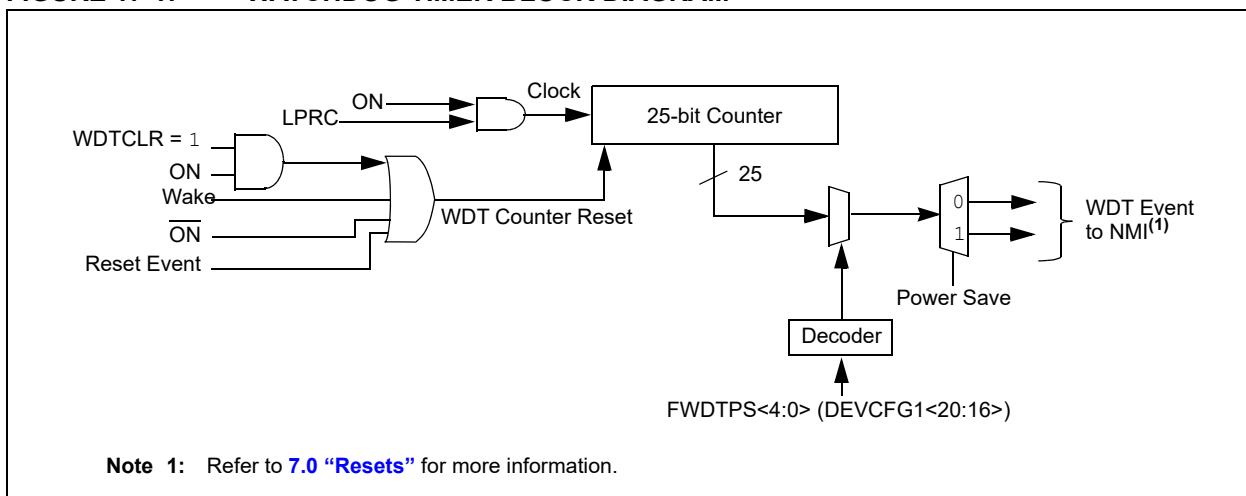 ON
Clock
LPRC
25-bit Counter
WDTCLR = 1
ON
25
Wake
WDT Counter Reset
0
1
WDT Event
to NMI(1)
ON
Reset Event
Power Save
Decoder
FWDTPS<4:0> (DEVCFG1<20:16>)
Note 1: Refer to 7.0 “Resets” for more information.